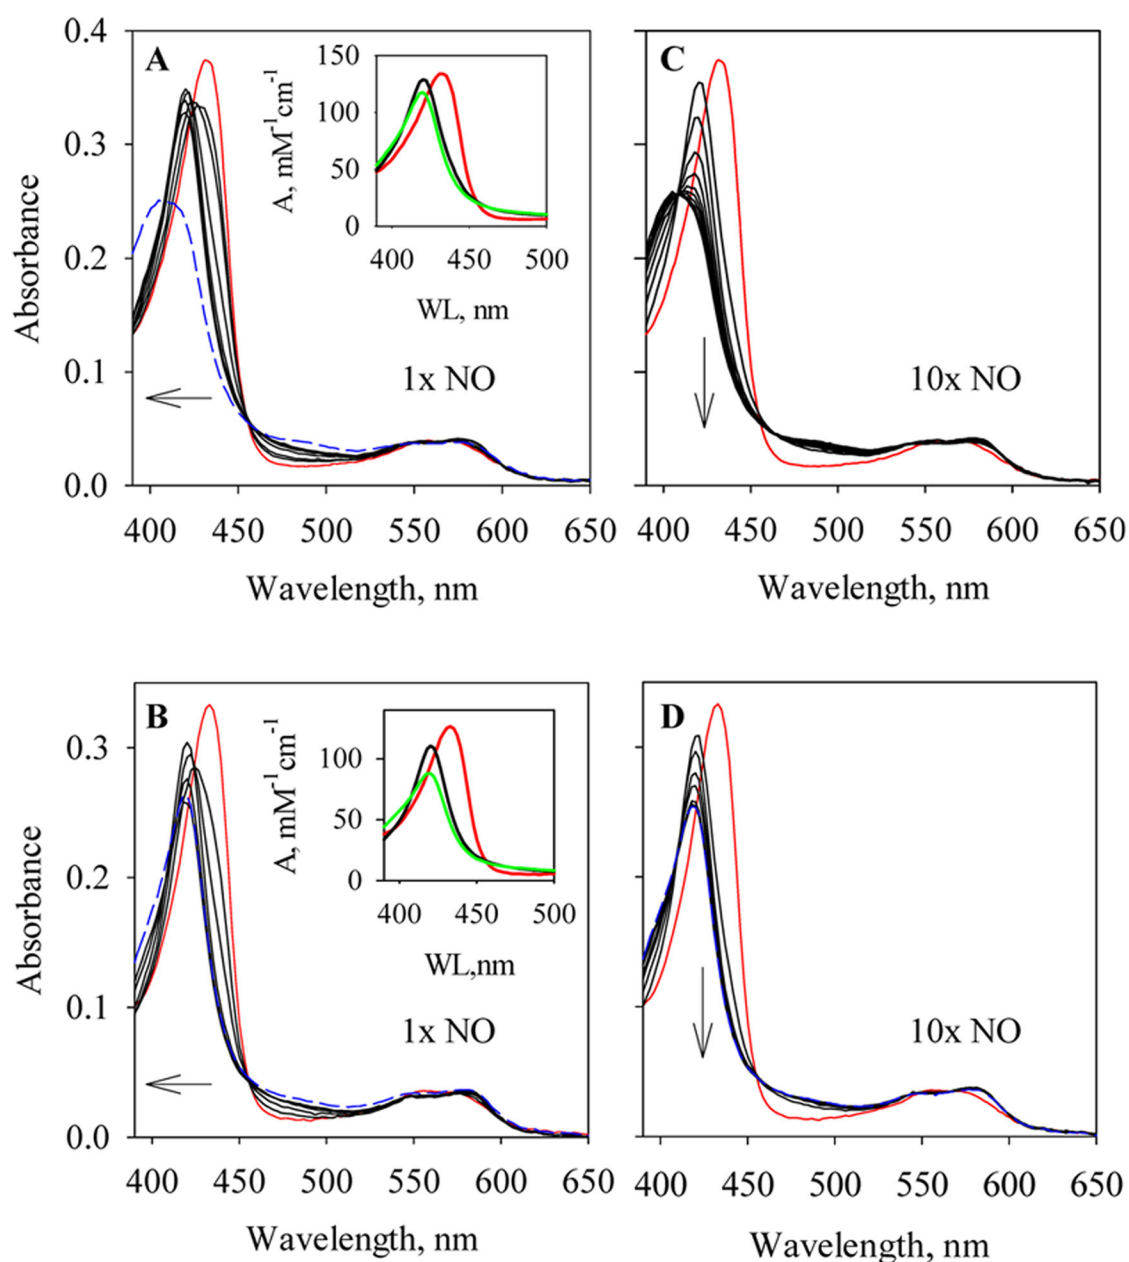 A
C
0.4
0.3
0.2
0.1
0.0
Absorbance
150
100
50
0
A, mM-1cm-1
400 450 500
WL, nm
1x NO
10x NO
400 450 500 550 600 650
Wavelength, nm
400 450 500 550 600 650
Wavelength, nm
B
D
0.3
0.2
0.1
0.0
Absorbance
100
50
0
A, mM-1cm-1
400 450 500
WL,nm
1x NO
10x NO
400 450 500 550 600 650
Wavelength, nm
400 450 500 550 600 650
Wavelength, nm